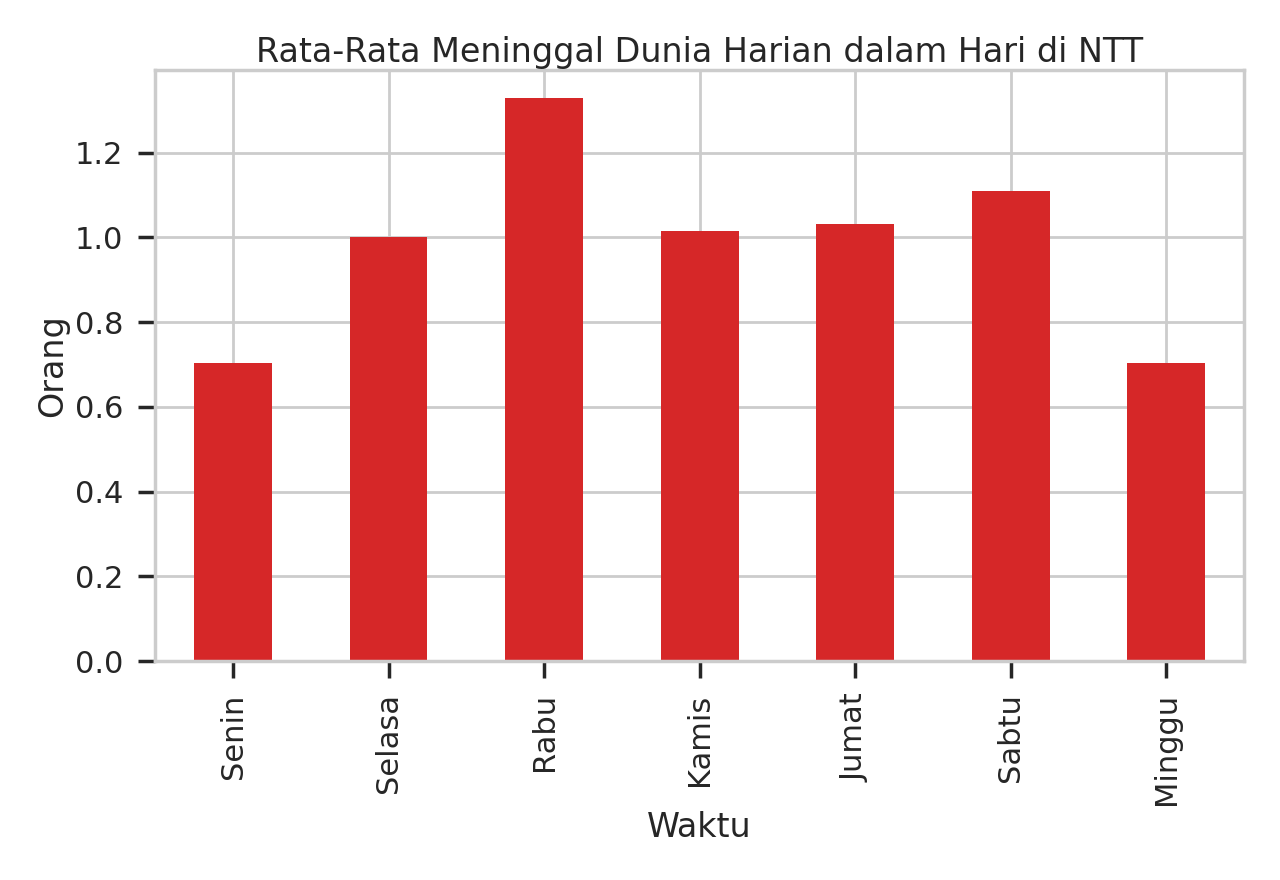 Rata-Rata Meninggal Dunia Harian dalam Hari di NTT
Orang
1.2
1.0
0.8
0.6
0.4
0.2
0.0
Senin
Selasa
Rabu
Kamis
Jumat
Sabtu
Minggu
Waktu